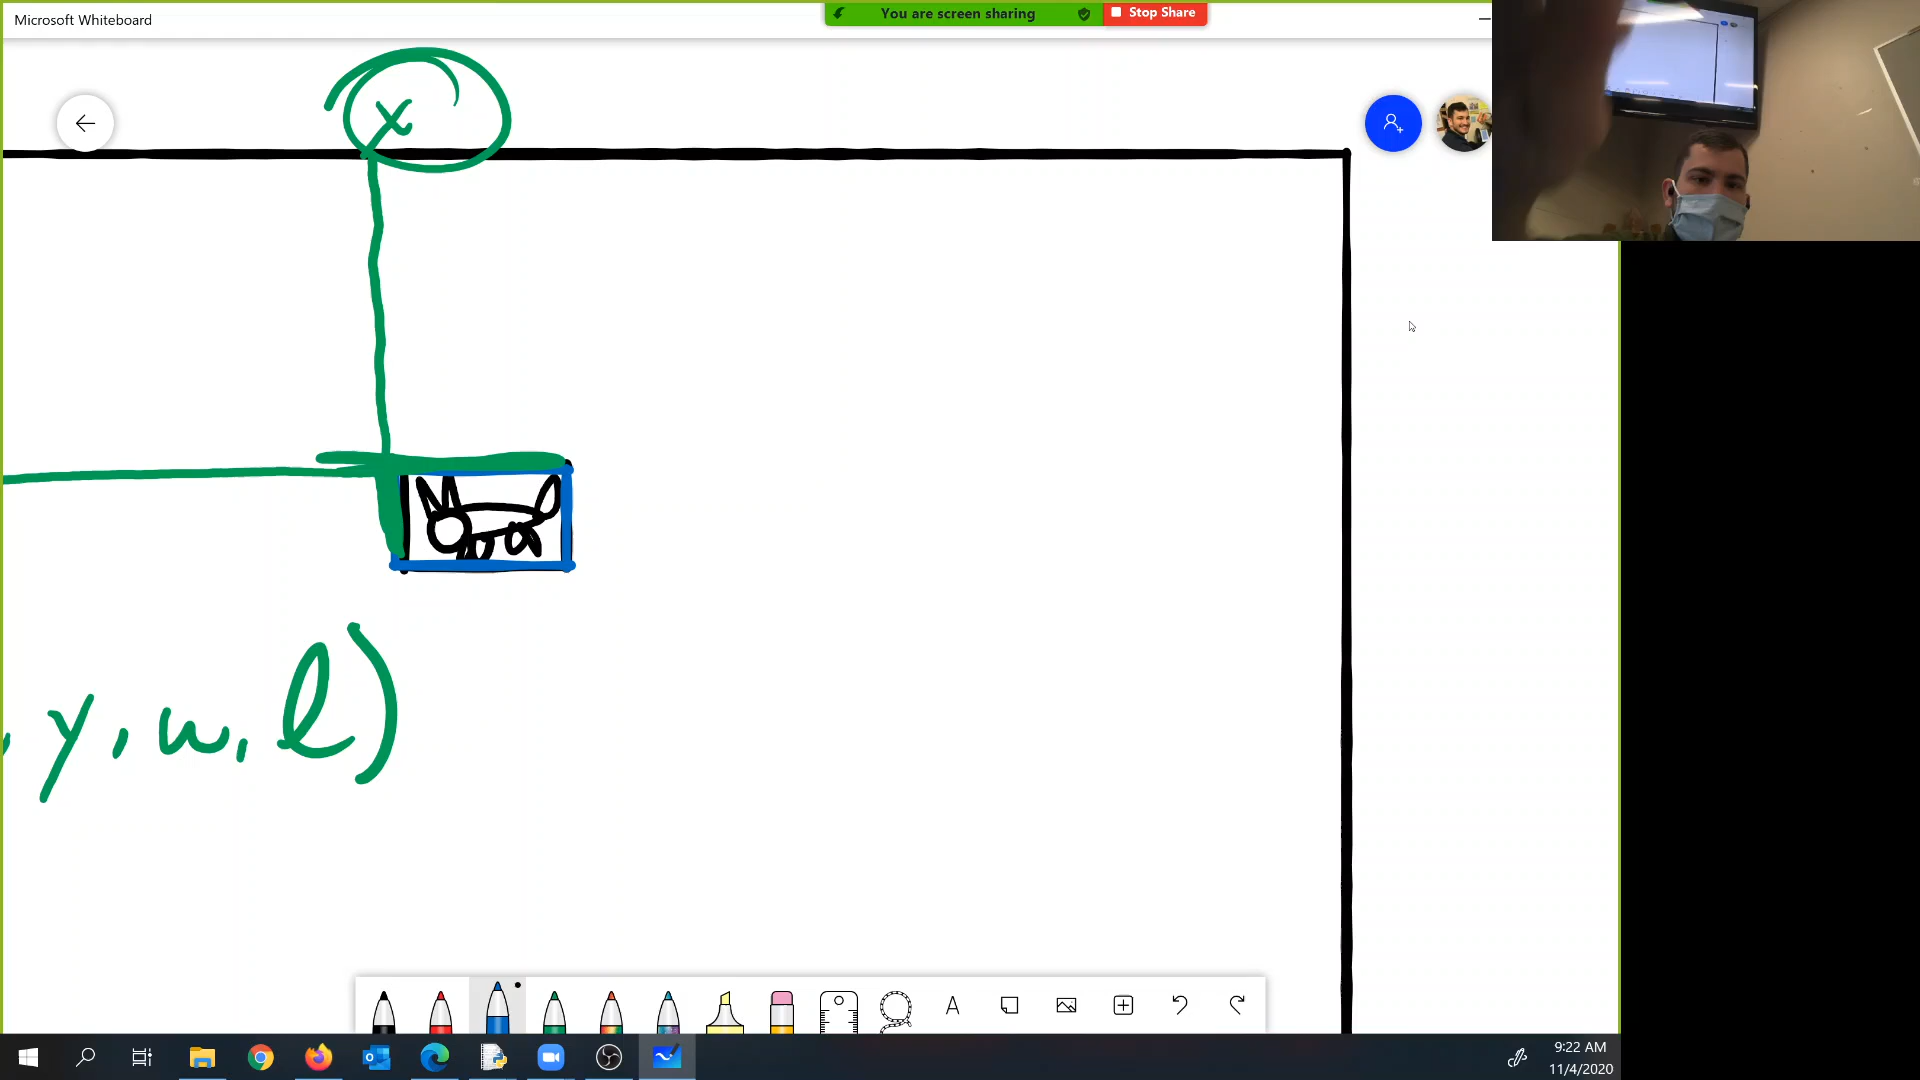 Microsoft Whiteboard
You are screen sharing
Stop Share
x
, y, w, l)
A
9:22 AM
11/4/2020